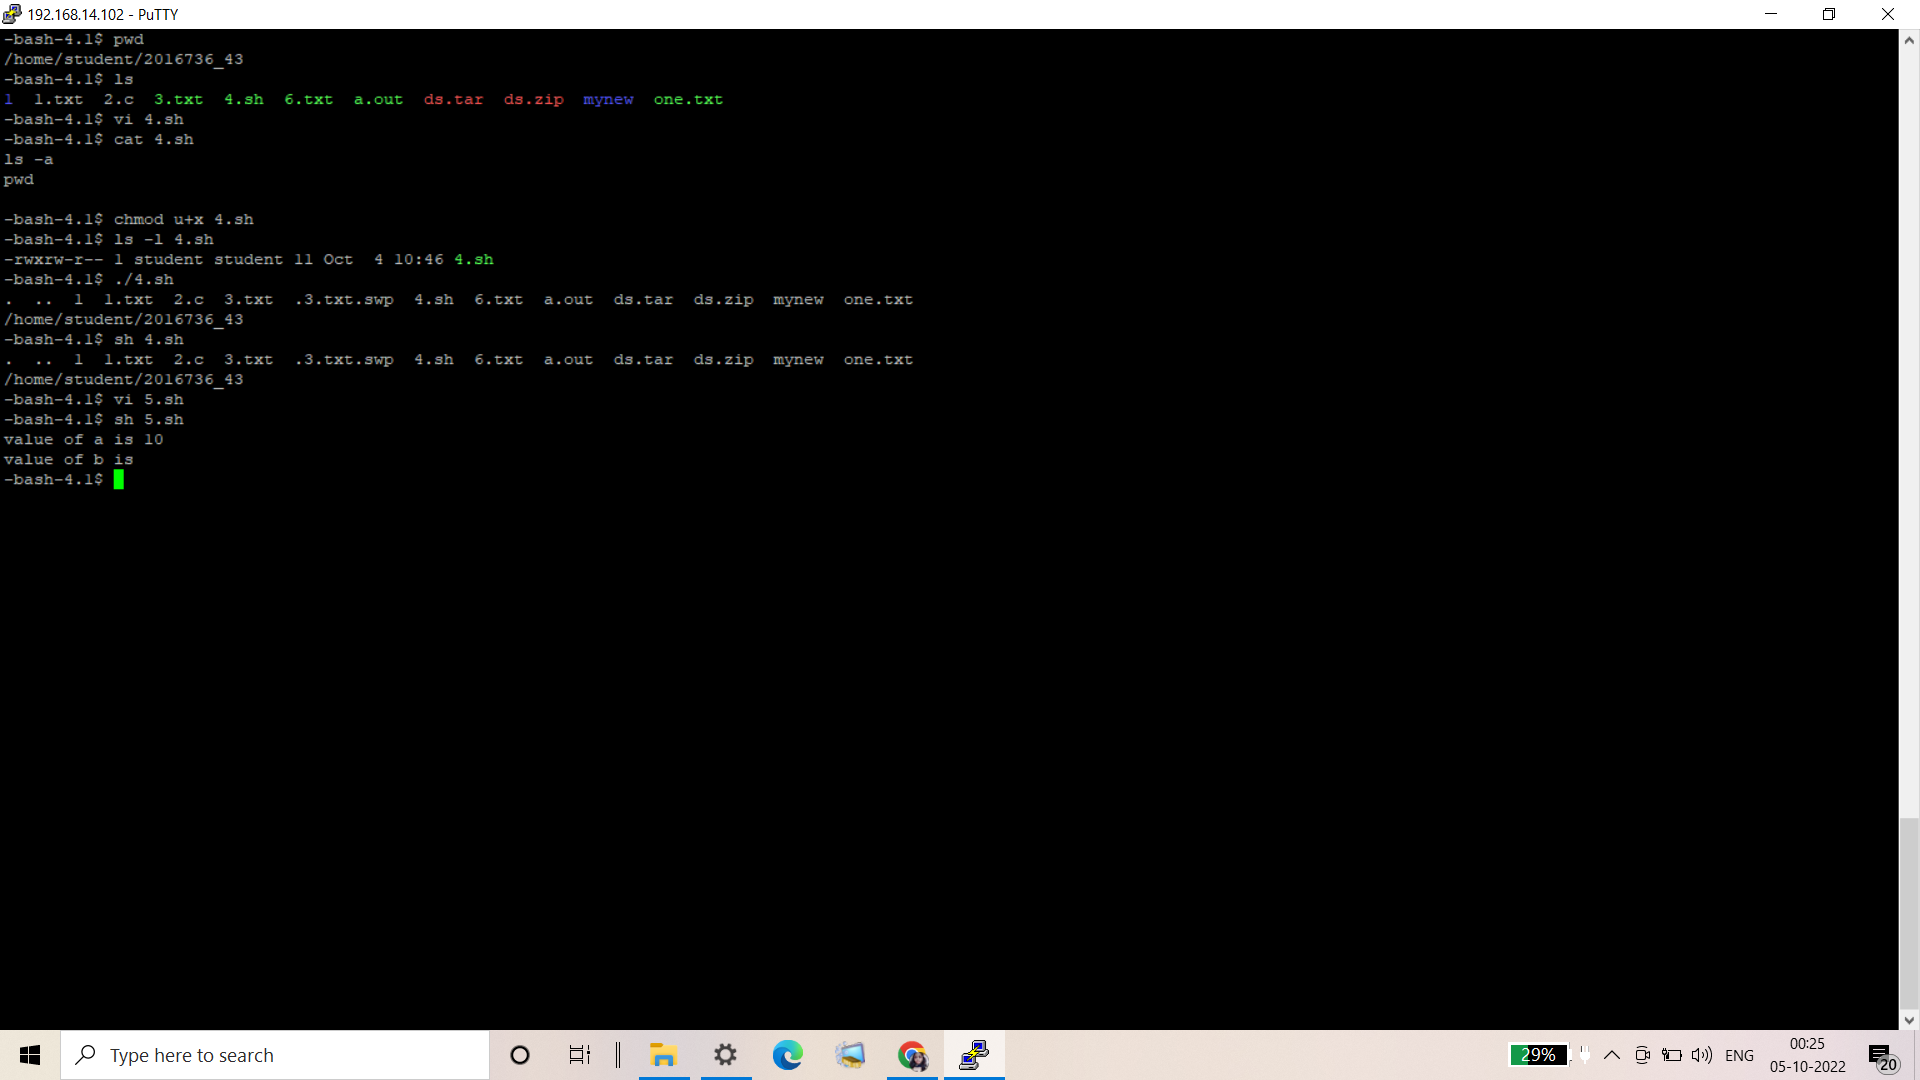 192.168.14.102 - PuTTY
-bash-4.1$ pwd
/home/student/2016736_43
-bash-4.1$ ls
1  1.txt  2.c  3.txt  4.sh  6.txt  a.out  ds.tar  ds.zip  mynew  one.txt
-bash-4.1$ vi 4.sh
-bash-4.1$ cat 4.sh
ls -a
pwd
-bash-4.1$ chmod u+x 4.sh
-bash-4.1$ ls -l 4.sh
-rwxrw-r-- 1 student student 11 Oct  4 10:46 4.sh
-bash-4.1$ ./4.sh
.  ..  1  1.txt  2.c  3.txt  .3.txt.swp  4.sh  6.txt  a.out  ds.tar  ds.zip  mynew  one.txt
/home/student/2016736_43
-bash-4.1$ sh 4.sh
.  ..  1  1.txt  2.c  3.txt  .3.txt.swp  4.sh  6.txt  a.out  ds.tar  ds.zip  mynew  one.txt
/home/student/2016736_43
-bash-4.1$ vi 5.sh
-bash-4.1$ sh 5.sh
value of a is 10
value of b is
-bash-4.1$
Type here to search
29%
ENG
00:25
05-10-2022
20